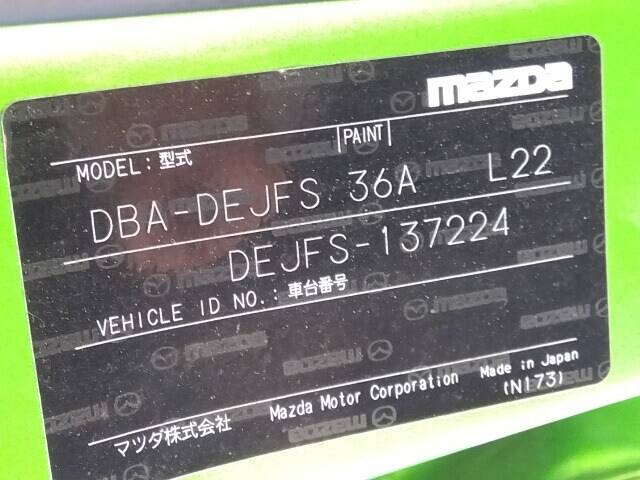 mazda
MODEL: 型式 PAINT
DBA-DEJFS 36A L22
DEJFS-137224
VEHICLE ID NO.: 車台番号
マツダ株式会社 Mazda Motor Corporation Made in Japan
(N173)